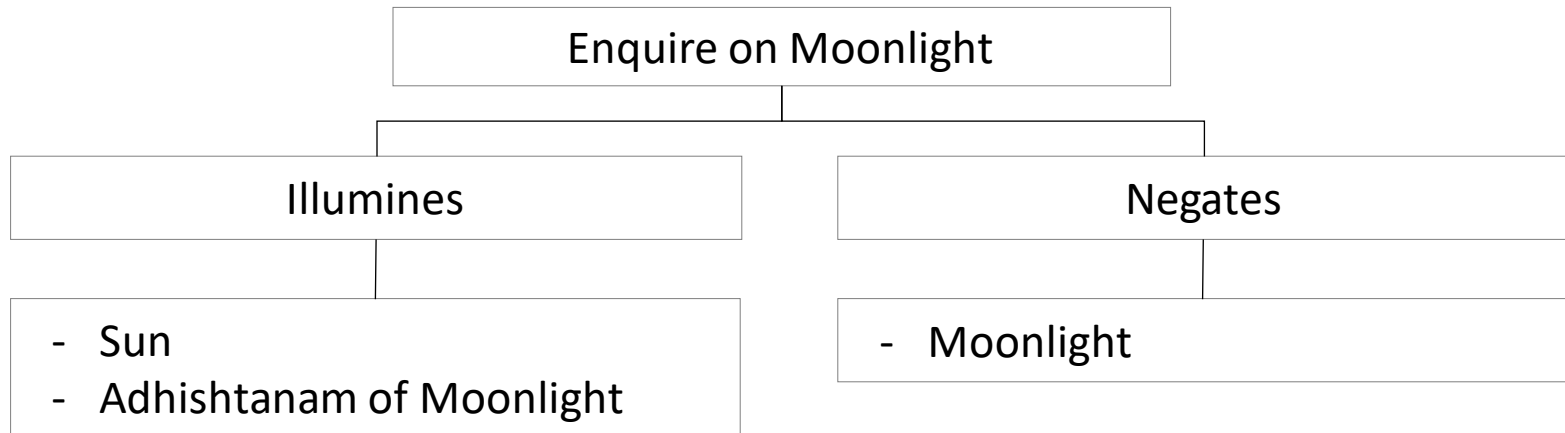 Enquire on Moonlight
Illumines
Negates
- Sun
- Adhishtanam of Moonlight
- Moonlight